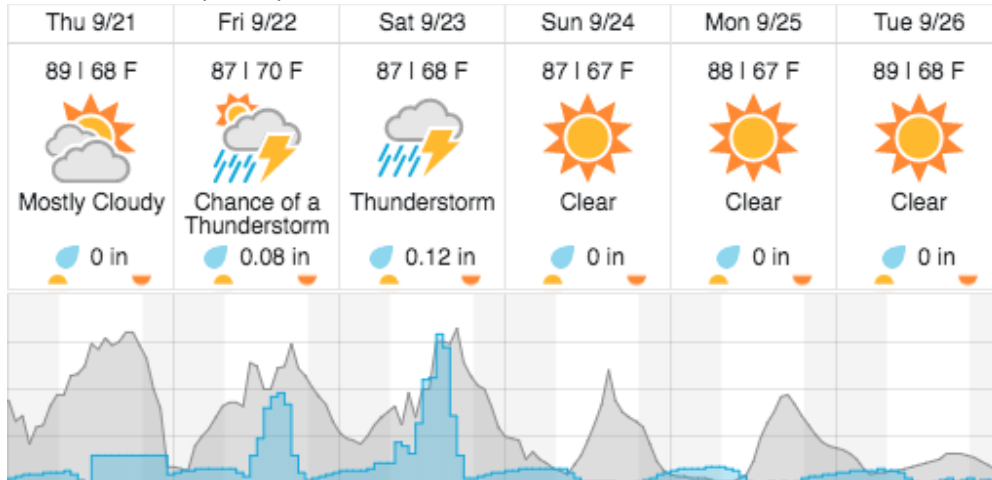 Thu 9/21 Fri 9/22 Sat 9/23 Sun 9/24 Mon 9/25 Tue 9/26
89 | 68 F 87 | 70 F 87 | 68 F 87 | 67 F 88 | 67 F 89 | 68 F
Mostly Cloudy Chance of a Thunderstorm Clear Clear Clear
Thunderstorm
0 in 0.08 in 0.12 in 0 in 0 in 0 in